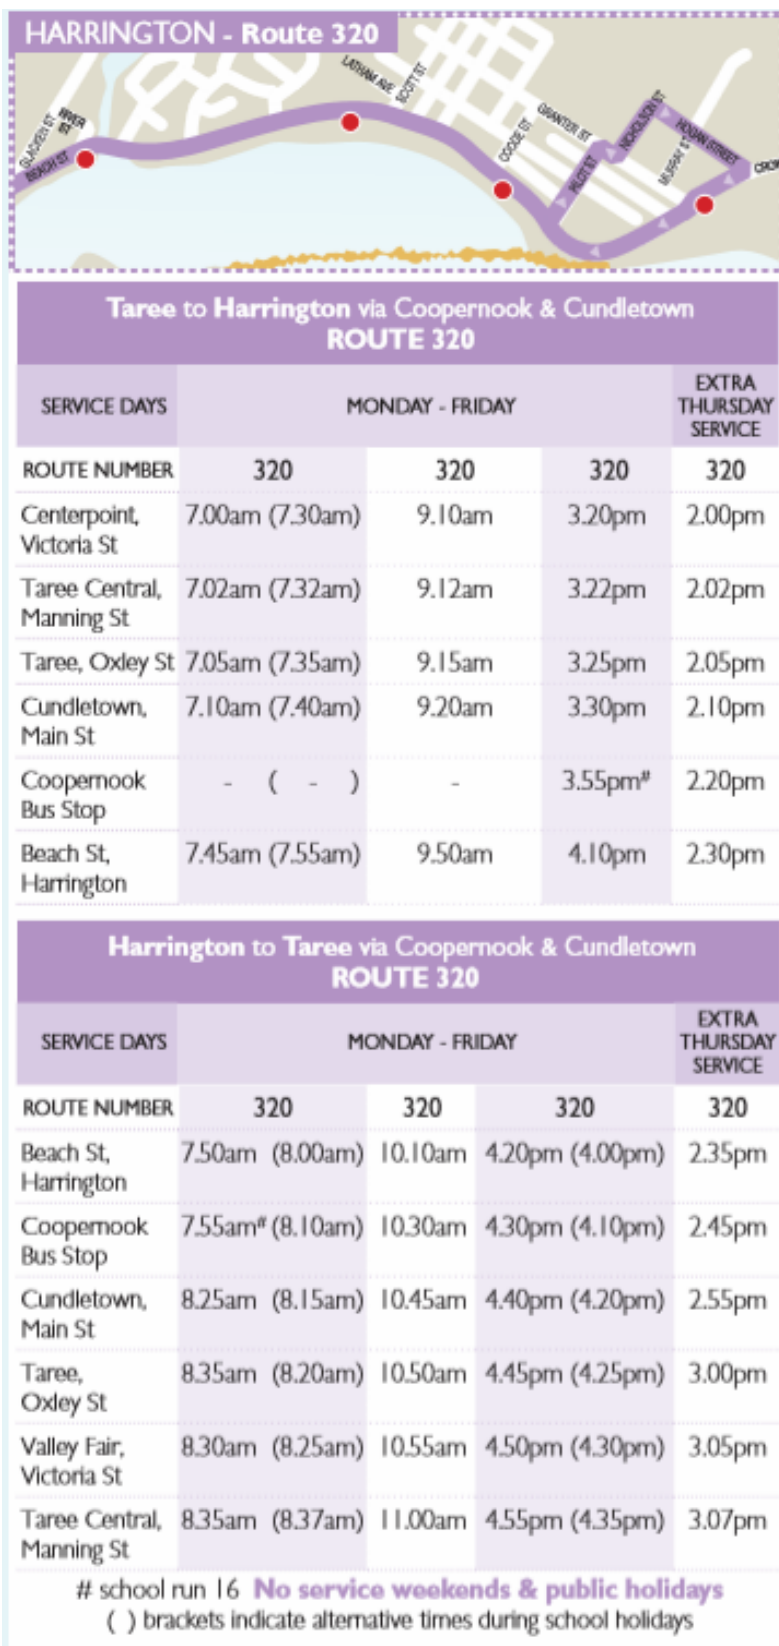 HARRINGTON - Route 320
LATHAM AVE
SCOTT ST
GRANTER ST
NICHOLSON ST
HOGAN STREET
GLACKEN ST
RIVER ST
BEACH ST
COODE ST
PILOT ST
MURRAY S
CROW
Taree to Harrington via Coopernook & Cundletown
ROUTE 320
SERVICE DAYS MONDAY - FRIDAY EXTRA THURSDAY SERVICE
ROUTE NUMBER 320 320 320 320
Centerpoint, 7.00am (7.30am) 9.10am 3.20pm 2.00pm
Victoria St
Taree Central, 7.02am (7.32am) 9.12am 3.22pm 2.02pm
Manning St
Taree, Oxley St 7.05am (7.35am) 9.15am 3.25pm 2.05pm
Cundletown, 7.10am (7.40am) 9.20am 3.30pm 2.10pm
Main St
Coopernook - ( - ) - 3.55pm# 2.20pm
Bus Stop
Beach St, 7.45am (7.55am) 9.50am 4.10pm 2.30pm
Harrington
Harrington to Taree via Coopernook & Cundletown
ROUTE 320
SERVICE DAYS MONDAY - FRIDAY EXTRA THURSDAY SERVICE
ROUTE NUMBER 320 320 320 320
Beach St, 7.50am (8.00am) 10.10am 4.20pm (4.00pm) 2.35pm
Harrington
Coopernook 7.55am# (8.10am) 10.30am 4.30pm (4.10pm) 2.45pm
Bus Stop
Cundletown, 8.25am (8.15am) 10.45am 4.40pm (4.20pm) 2.55pm
Main St
Taree, 8.35am (8.20am) 10.50am 4.45pm (4.25pm) 3.00pm
Oxley St
Valley Fair, 8.30am (8.25am) 10.55am 4.50pm (4.30pm) 3.05pm
Victoria St
Taree Central, 8.35am (8.37am) 11.00am 4.55pm (4.35pm) 3.07pm
Manning St
# school run 16 No service weekends & public holidays
( ) brackets indicate alternative times during school holidays